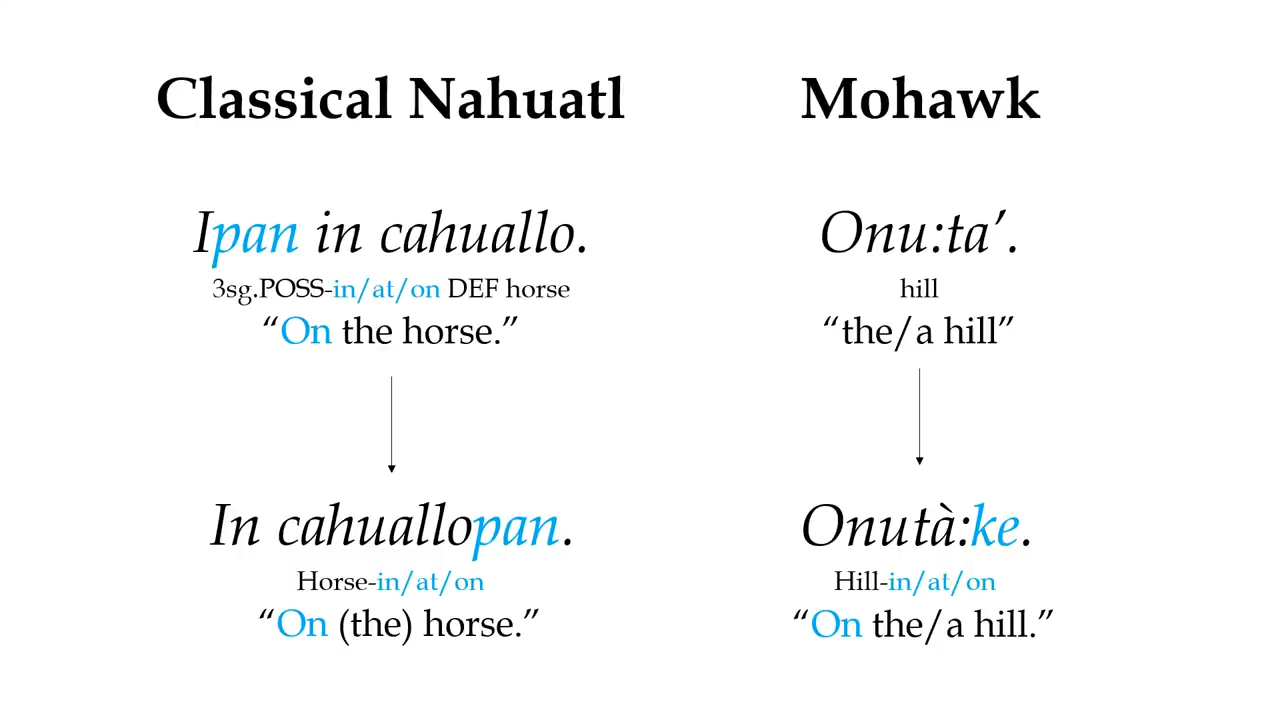 Classical Nahuatl
Ipan in cahuallo.
3sg.POSS-in/at/on DEF horse
“On the horse.”
In cahuallopan.
Horse-in/at/on
“On (the) horse.”
Mohawk
Onu:ta’.
hill
“the/a hill”
Onutà:ke.
Hill-in/at/on
“On the/a hill.”